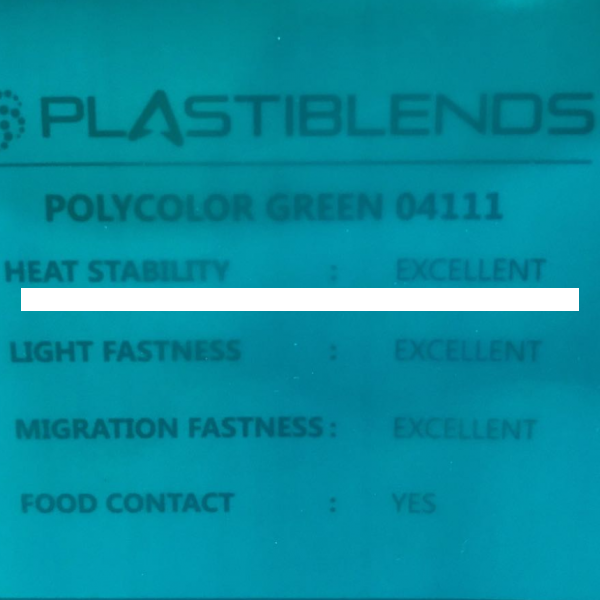 PLASTIBLENDS
POLYCOLOR GREEN 04111
HEAT STABILITY : EXCELLENT
LIGHT FASTNESS : EXCELLENT
MIGRATION FASTNESS : EXCELLENT
FOOD CONTACT : YES